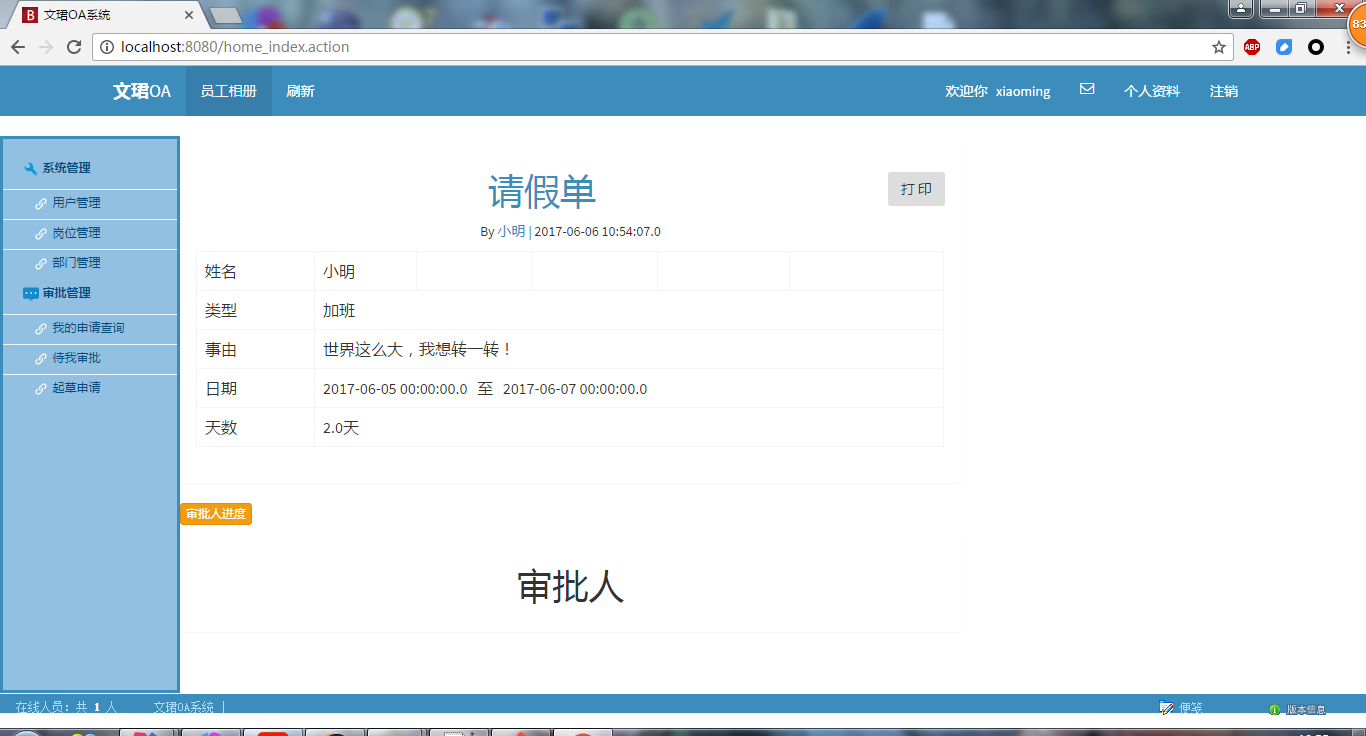 文珺OA系统
localhost:8080/home_index.action
ABP
83
文珺OA 员工相册 刷新 欢迎你 xiaoming 个人资料 注销
系统管理
用户管理
岗位管理
部门管理
审批管理
我的申请查询
待我审批
起草申请
请假单
打 印
By 小明 | 2017-06-06 10:54:07.0
姓名 小明
类型 加班
事由 世界这么大，我想转一转！
日期 2017-06-05 00:00:00.0 至 2017-06-07 00:00:00.0
天数 2.0天
审批人进度
审批人
在线人员：共 1 人 文珺OA系统 | 便笺 版本信息